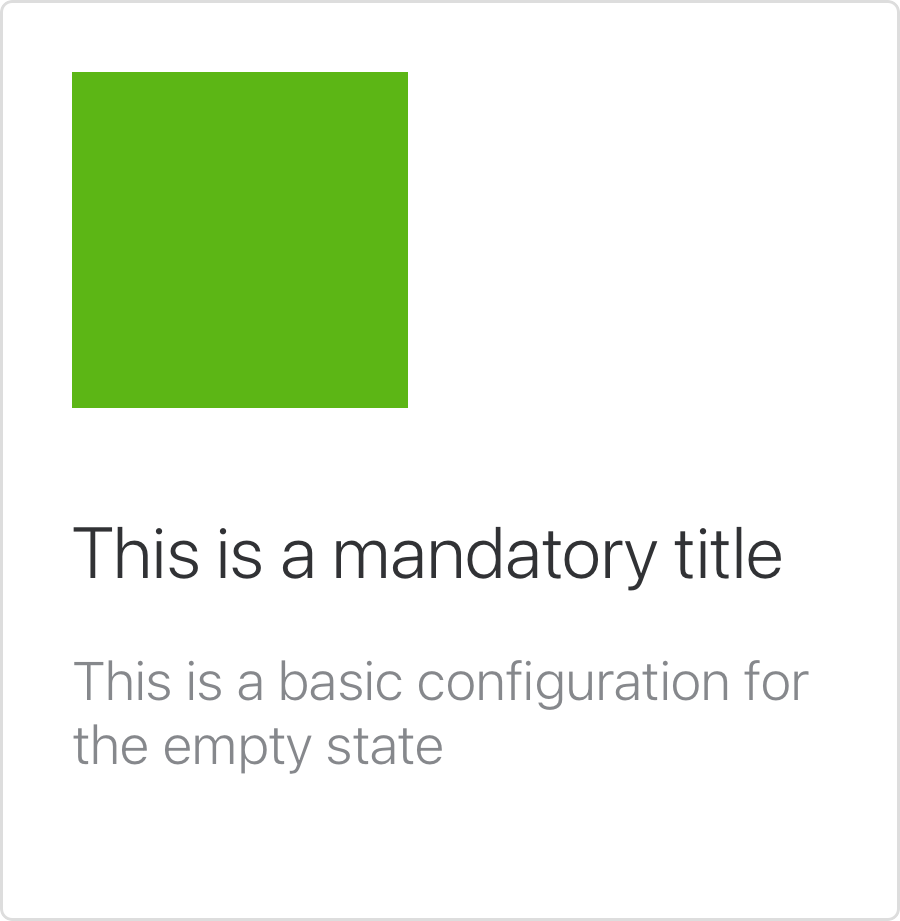 This is a mandatory title
This is a basic configuration for
the empty state